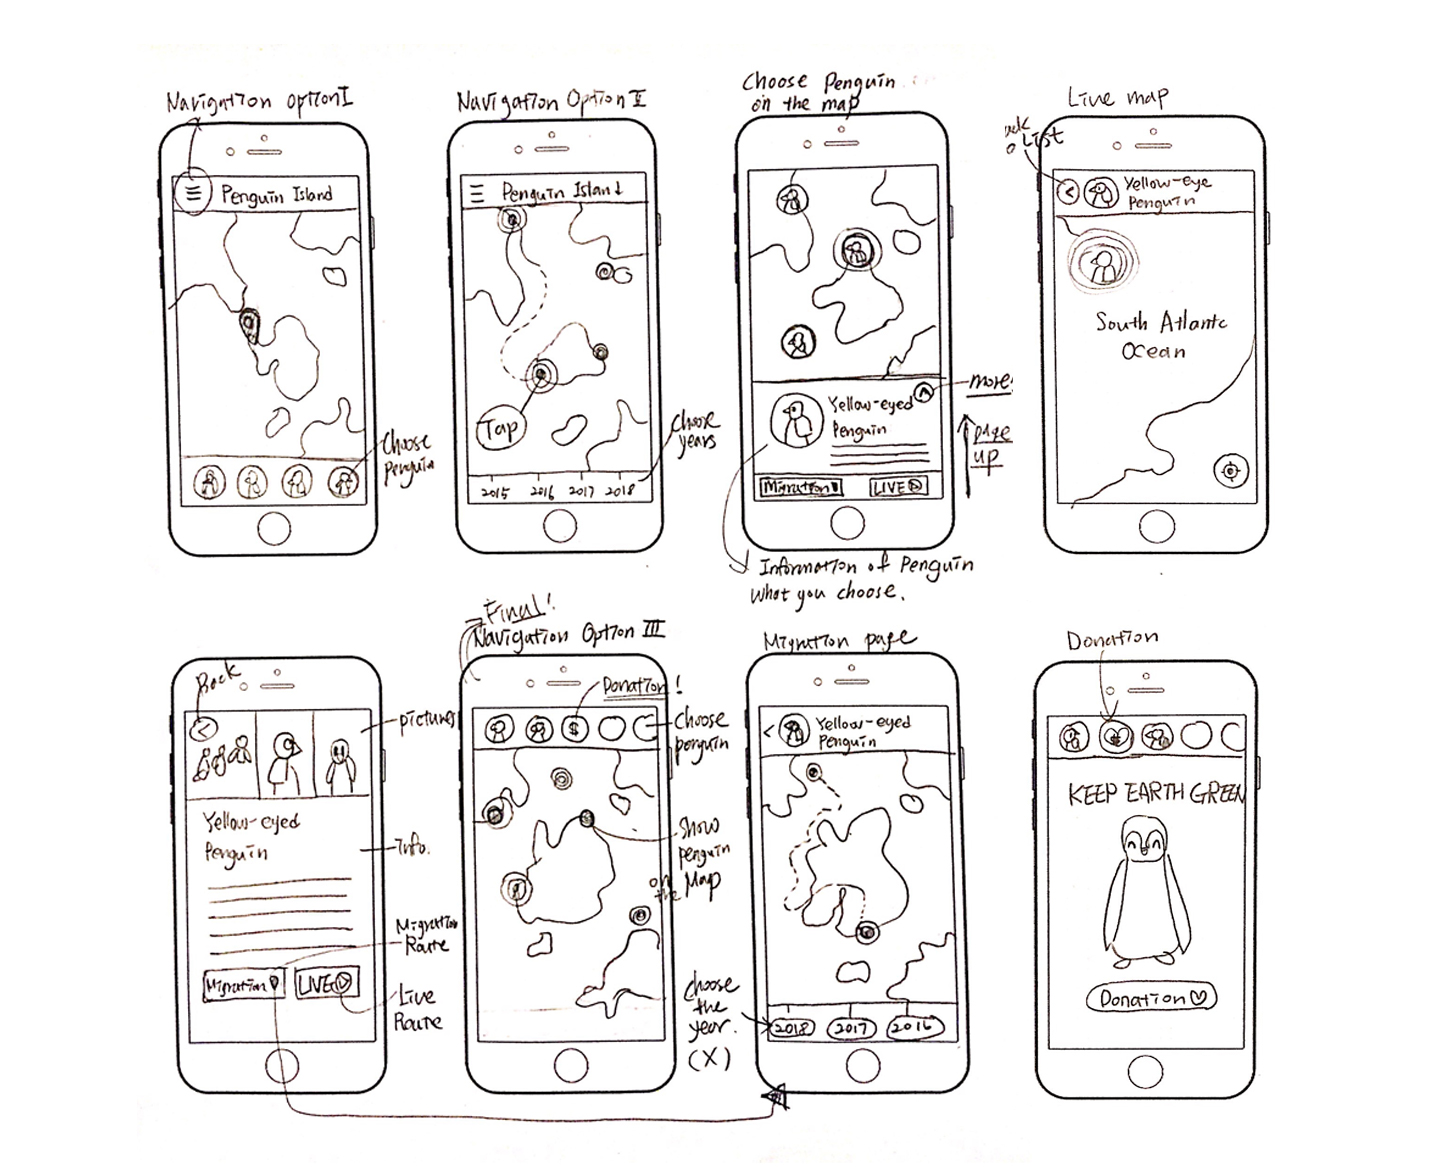 Navigation option I
Penguin Island
Choose
Penguin
Navigation Option II
Penguin Island
Tap
Choose
years
2015 2016 2017 2018
Choose Penguin
on the map
Yellow-eyed
Penguin
Migration
LIVE
more
page
up
Information of Penguin
What you choose.
Live map
List
Yellow-eye
Penguin
South Atlantic
Ocean
Back
pictures
Yellow-eyed
Penguin
info.
Migration
Route
Migration
LIVE
Live
Route
Final!
Navigation Option III
Donation!
$
Choose
penguin
Show
penguin
on the Map
Migration page
Yellow-eyed
Penguin
Choose
the
year.
(X)
2018 2017 2016
Donation
KEEP EARTH GREEN
Donation